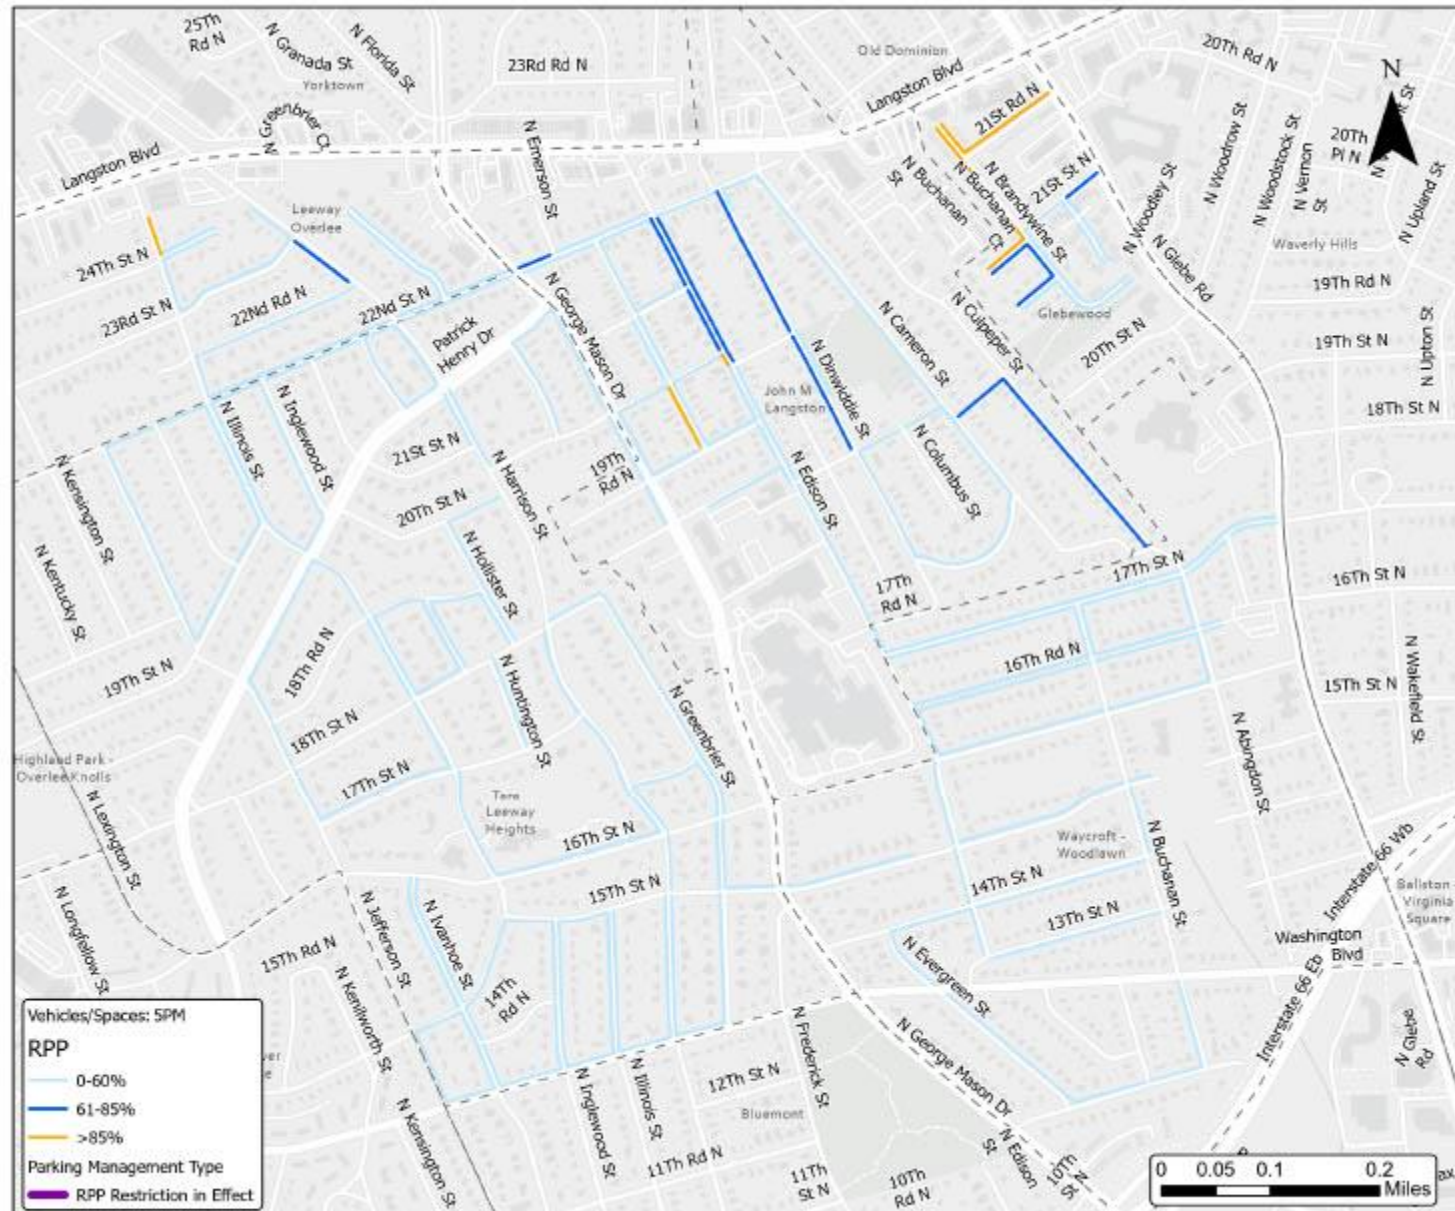 25Th
Rd N
N Granada St
N Florida St
Yorktown
23Rd Rd N
Old Dominion
Langston Blvd
20Th Rd N
N
N Greenbrier Ct
N Emerson St
21St Rd N
N Woodrow St
N Woodstock St
N Vernon
St
20Th
Pl N
N Upland St
Langston Blvd
N Buchanan
St
N Buchanan
Ct
N Brandywine St
21St St N
N Woodley St
N Glebe Rd
Waverly Hills
Leeway
Overlee
24Th St N
23Rd St N
22Nd Rd N
22Nd St N
Patrick
Henry Dr
N George Mason Dr
N Cameron St
N Culpeper St
Glebewood
20Th St N
19Th Rd N
19Th St N
N Upton St
18Th St N
N Dinwiddie St
John M
Langston
N Illinois St
N Inglewood St
21St St N
20Th St N
N Harrison St
19Th
Rd N
N Edison St
N Columbus St
N Kensington St
N Kentucky St
N Hollister St
17Th
Rd N
17Th St N
16Th St N
19Th St N
18Th Rd N
18Th St N
17Th St N
N Huntington St
N Greenbrier St
16Th Rd N
15Th St N
N Wakefield St
N Abingdon St
Highland Park -
Overlee Knolls
N Lexington St
Tara
Leeway
Heights
16Th St N
15Th St N
Waycroft -
Woodlawn
14Th St N
13Th St N
N Buchanan St
Interstate 66 Wb
Ballston -
Virginia
Square
Washington
Blvd
Interstate 66 Eb
N Longfellow St
15Th Rd N
N Jefferson St
N Ivanhoe St
N Kenilworth St
14Th
Rd N
N Evergreen St
N George Mason Dr
N Frederick St
N Glebe
Rd
12Th St N
Bluemont
N Inglewood St
N Illinois St
N Kensington St
11Th Rd N
11Th
St N
10Th
Rd N
N Edison
St
10Th
St N
Vehicles/Spaces: 5PM
RPP
0-60%
61-85%
>85%
Parking Management Type
RPP Restriction in Effect
0 0.05 0.1 0.2
Miles